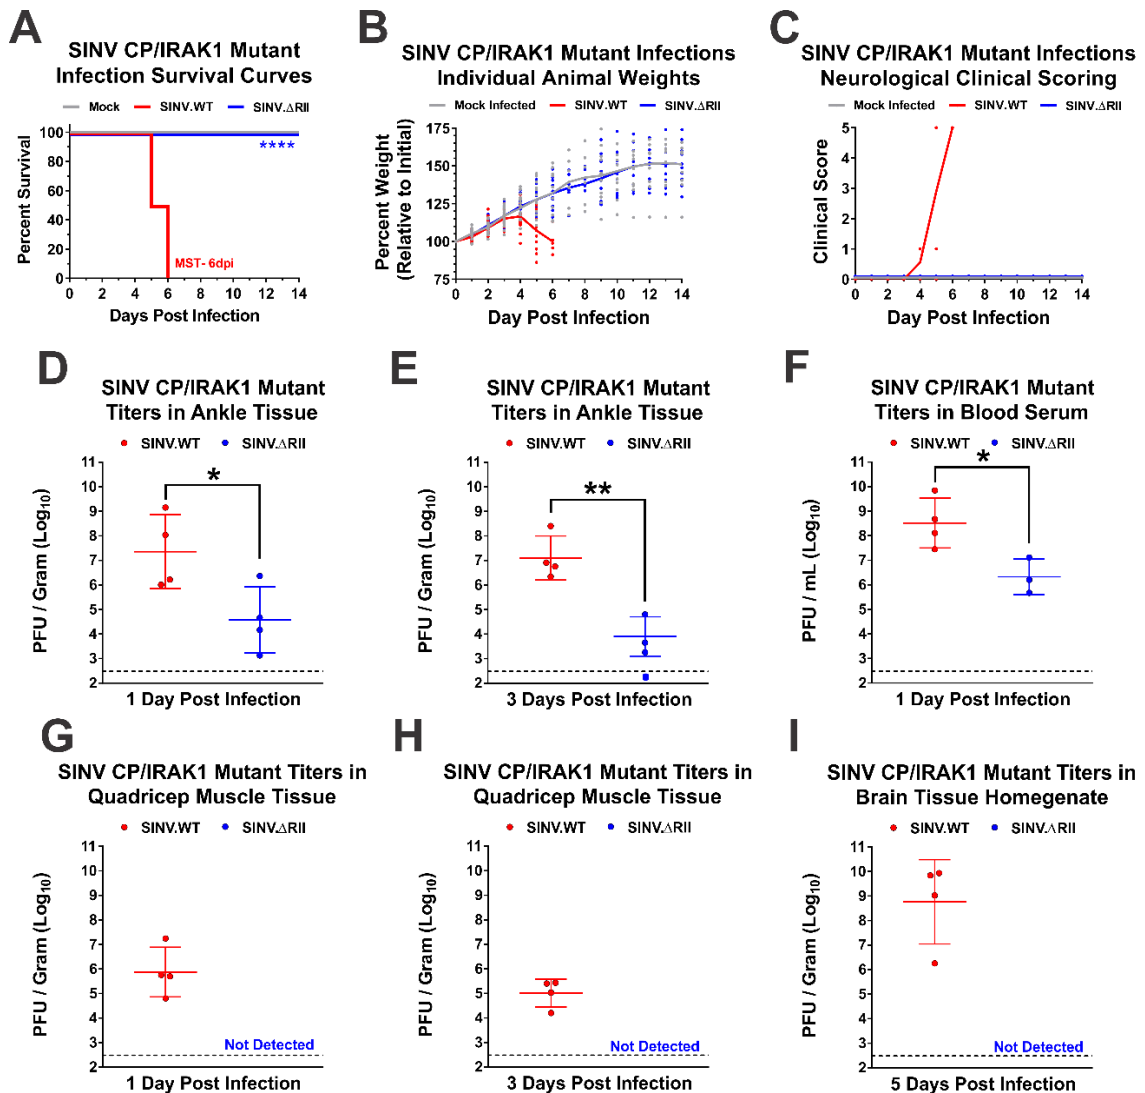 A
SINV CP/IRAK1 Mutant
Infection Survival Curves
Mock SINV.WT SINV.ΔRII
Percent Survival
100
80
60
40
20
0
****
MST- 6dpi
0 2 4 6 8 10 12 14
Days Post Infection
B
SINV CP/IRAK1 Mutant Infections
Individual Animal Weights
Mock Infected SINV.WT SINV.ΔRII
Percent Weight
(Relative to Initial)
175
150
125
100
75
0 2 4 6 8 10 12 14
Day Post Infection
C
SINV CP/IRAK1 Mutant Infections
Neurological Clinical Scoring
Mock Infected SINV.WT SINV.ΔRII
Clinical Score
5
4
3
2
1
0
0 2 4 6 8 10 12 14
Day Post Infection
D
SINV CP/IRAK1 Mutant
Titers in Ankle Tissue
SINV.WT SINV.ΔRII
PFU / Gram (Log10)
11
10
9
8
7
6
5
4
3
2
*
1 Day Post Infection
E
SINV CP/IRAK1 Mutant
Titers in Ankle Tissue
SINV.WT SINV.ΔRII
PFU / Gram (Log10)
11
10
9
8
7
6
5
4
3
2
**
3 Days Post Infection
F
SINV CP/IRAK1 Mutant
Titers in Blood Serum
SINV.WT SINV.ΔRII
PFU / mL (Log10)
11
10
9
8
7
6
5
4
3
2
*
1 Day Post Infection
G
SINV CP/IRAK1 Mutant Titers in
Quadricep Muscle Tissue
SINV.WT SINV.ΔRII
PFU / Gram (Log10)
11
10
9
8
7
6
5
4
3
2
Not Detected
1 Day Post Infection
H
SINV CP/IRAK1 Mutant Titers in
Quadricep Muscle Tissue
SINV.WT SINV.ΔRII
PFU / Gram (Log10)
11
10
9
8
7
6
5
4
3
2
Not Detected
3 Days Post Infection
I
SINV CP/IRAK1 Mutant Titers in
Brain Tissue Homegenate
SINV.WT SINV.ΔRII
PFU / Gram (Log10)
11
10
9
8
7
6
5
4
3
2
Not Detected
5 Days Post Infection